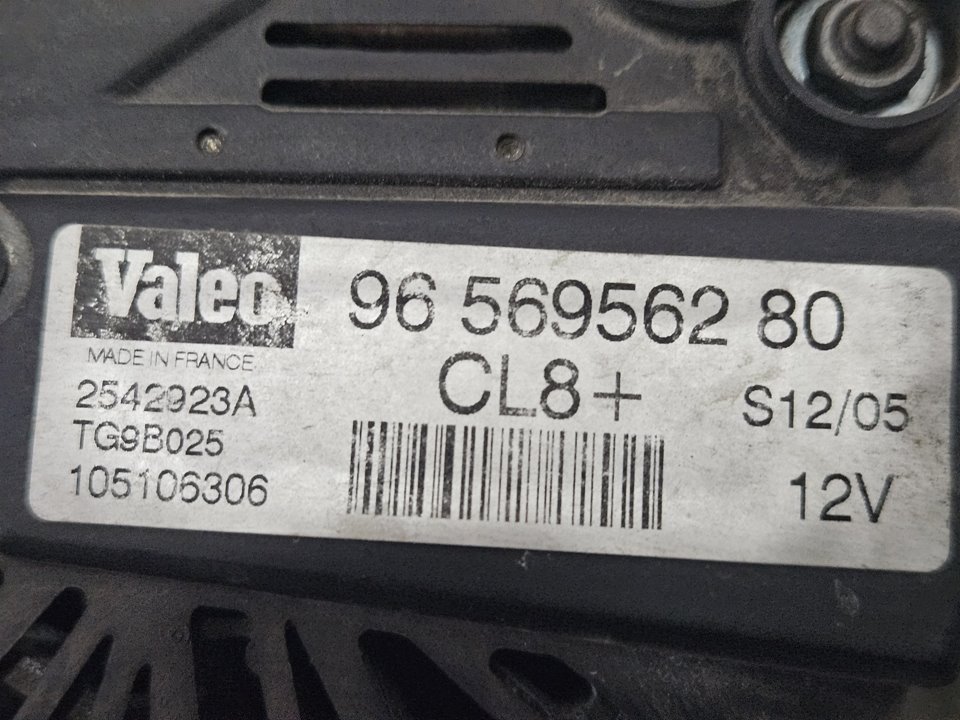 Valeo
MADE IN FRANCE
2542923A
TG9B025
105106306
96 569562 80
CL8+
S12/05
12V